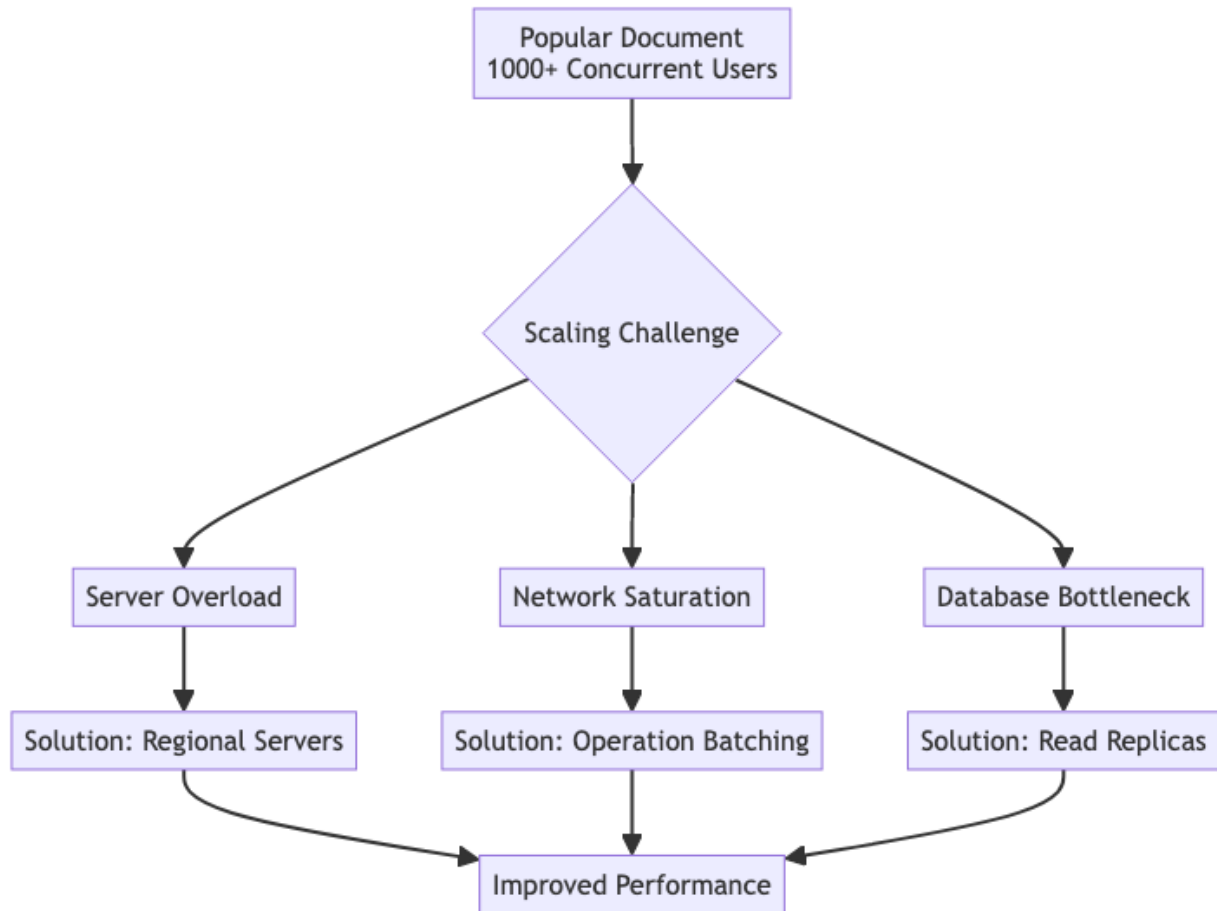 Popular Document
1000+ Concurrent Users
Scaling Challenge
Server Overload
Network Saturation
Database Bottleneck
Solution: Regional Servers
Solution: Operation Batching
Solution: Read Replicas
Improved Performance